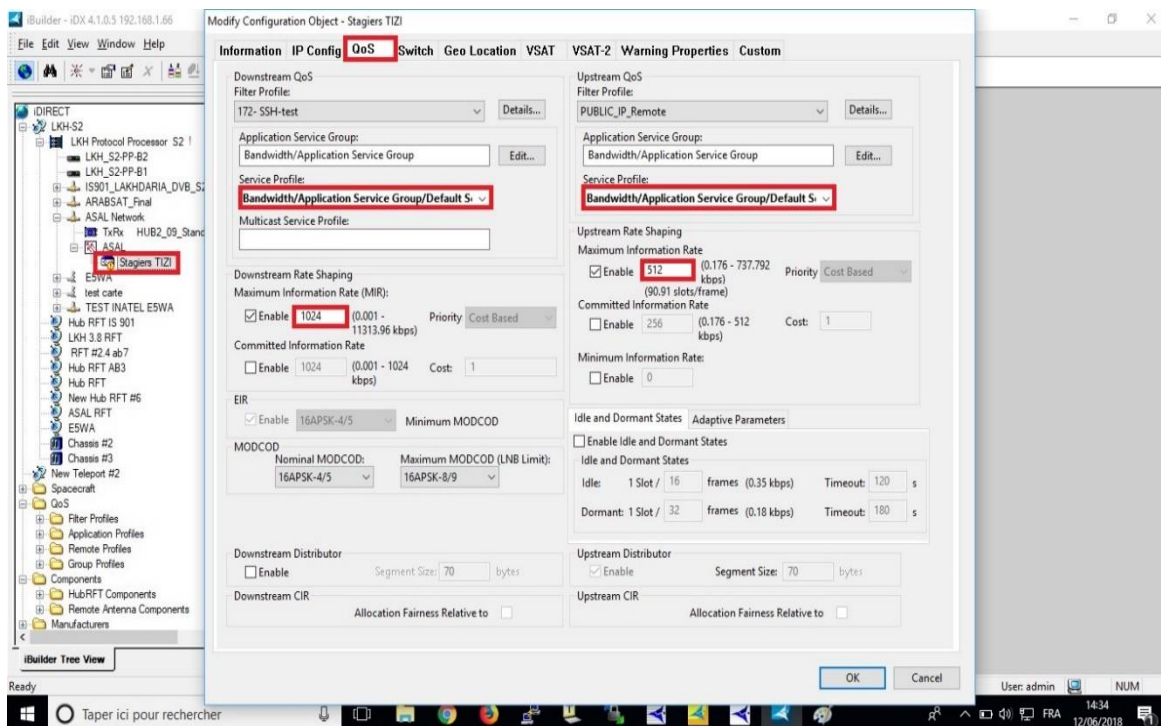 iBuilder - iDX 4.1.0.5 192.168.1.66
File Edit View Window Help
iDIRECT
LKH-S2
LKH Protocol Processor S2 !
LKH_S2-PP-B2
LKH_S2-PP-B1
IS901_LAKHDARIA_DVB_S2
ARABSAT_Final
ASAL Network
TxRx HUB2_09_Stand
ASAL
Stagiers TIZI
E5WA
test carte
TEST INATEL E5WA
Hub RFT IS 901
LKH 3.8 RFT
RFT #2.4 ab7
Hub RFT AB3
Hub RFT
New Hub RFT #6
ASAL RFT
E5WA
Chassis #2
Chassis #3
New Teleport #2
Spacecraft
QoS
Filter Profiles
Application Profiles
Remote Profiles
Group Profiles
Components
HubRFT Components
Remote Antenna Components
Manufacturers
iBuilder Tree View
Ready
Modify Configuration Object - Stagiers TIZI
Information IP Config QoS Switch Geo Location VSAT VSAT-2 Warning Properties Custom
Downstream QoS
Filter Profile:
172- SSH-test Details...
Application Service Group:
Bandwidth/Application Service Group Edit...
Service Profile:
Bandwidth/Application Service Group/Default S
Multicast Service Profile:
Downstream Rate Shaping
Maximum Information Rate (MIR):
Enable 1024 (0.001 - 11313.96 kbps) Priority Cost Based
Committed Information Rate
Enable 1024 (0.001 - 1024 kbps) Cost: 1
EIR
Enable 16APSK-4/5 Minimum MODCOD
MODCOD
Nominal MODCOD: Maximum MODCOD (LNB Limit):
16APSK-4/5 16APSK-8/9
Downstream Distributor
Enable Segment Size: 70 bytes
Downstream CIR
Allocation Fairness Relative to
Upstream QoS
Filter Profile:
PUBLIC_IP_Remote Details...
Application Service Group:
Bandwidth/Application Service Group Edit...
Service Profile:
Bandwidth/Application Service Group/Default S
Upstream Rate Shaping
Maximum Information Rate
Enable 512 (0.176 - 737.792 kbps) Priority Cost Based
(90.91 slots/frame)
Committed Information Rate
Enable 256 (0.176 - 512 kbps) Cost: 1
Minimum Information Rate:
Enable 0
Idle and Dormant States Adaptive Parameters
Enable Idle and Dormant States
Idle and Dormant States
Idle: 1 Slot / 16 frames (0.35 kbps) Timeout: 120 s
Dormant: 1 Slot / 32 frames (0.18 kbps) Timeout: 180 s
Upstream Distributor
Enable Segment Size: 70 bytes
Upstream CIR
Allocation Fairness Relative to
OK Cancel
User: admin NUM
Taper ici pour rechercher
FRA
14:34
12/06/2018